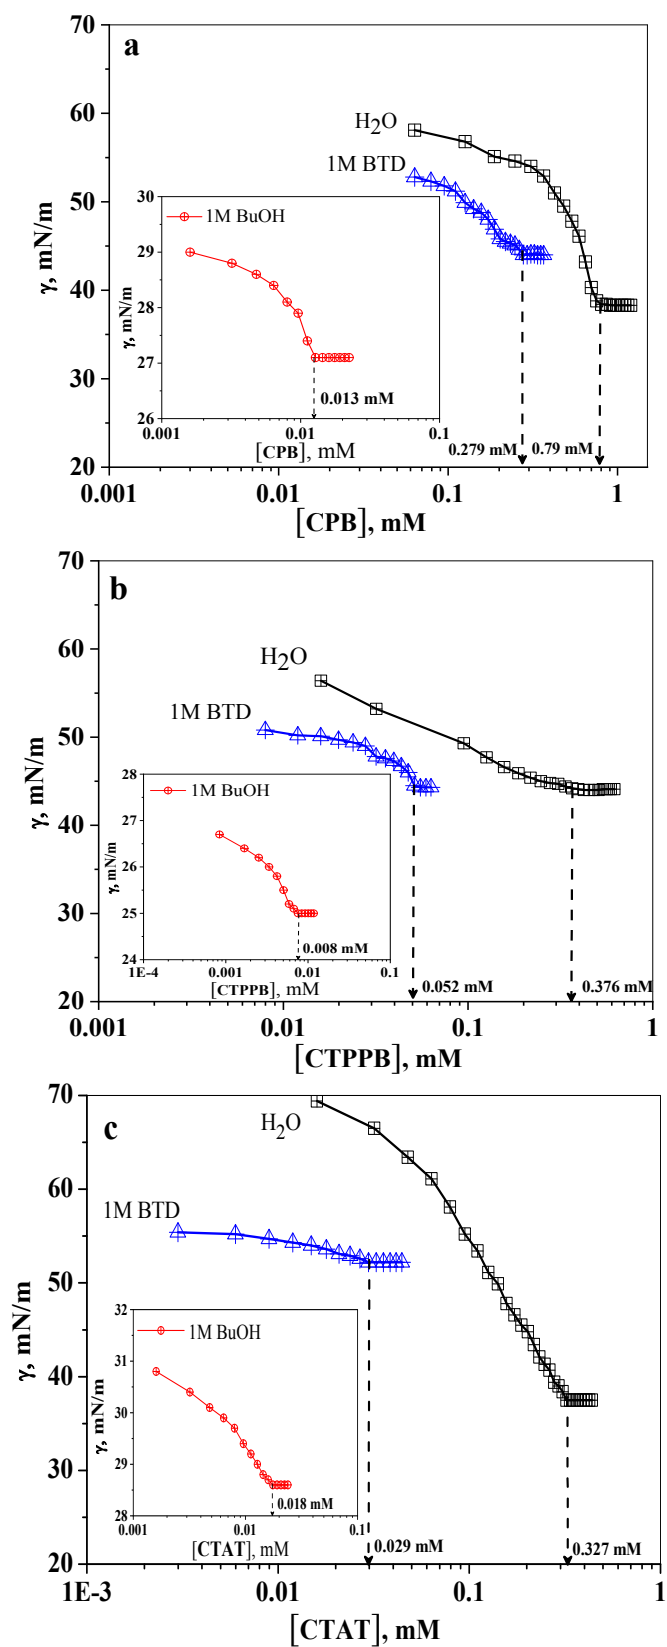 a
70
60
50
40
30
20
γ, mN/m
H2O
1M BTD
30
29
28
27
26
γ, mN/m
1M BuOH
0.013 mM
0.001 0.01 0.1
[CPB], mM
0.279 mM 0.79 mM
0.001 0.01 0.1 1
[CPB], mM
b
70
60
50
40
30
20
γ, mN/m
H2O
1M BTD
28
27
26
25
24
γ, mN/m
1M BuOH
0.008 mM
1E-4 0.001 0.01 0.1
[CTPPB], mM
0.052 mM 0.376 mM
0.001 0.01 0.1 1
[CTPPB], mM
c
70
60
50
40
30
20
γ, mN/m
H2O
1M BTD
32
31
30
29
28
γ, mN/m
1M BuOH
0.018 mM
0.001 0.01 0.1
[CTAT], mM
0.029 mM 0.327 mM
1E-3 0.01 0.1 1
[CTAT], mM